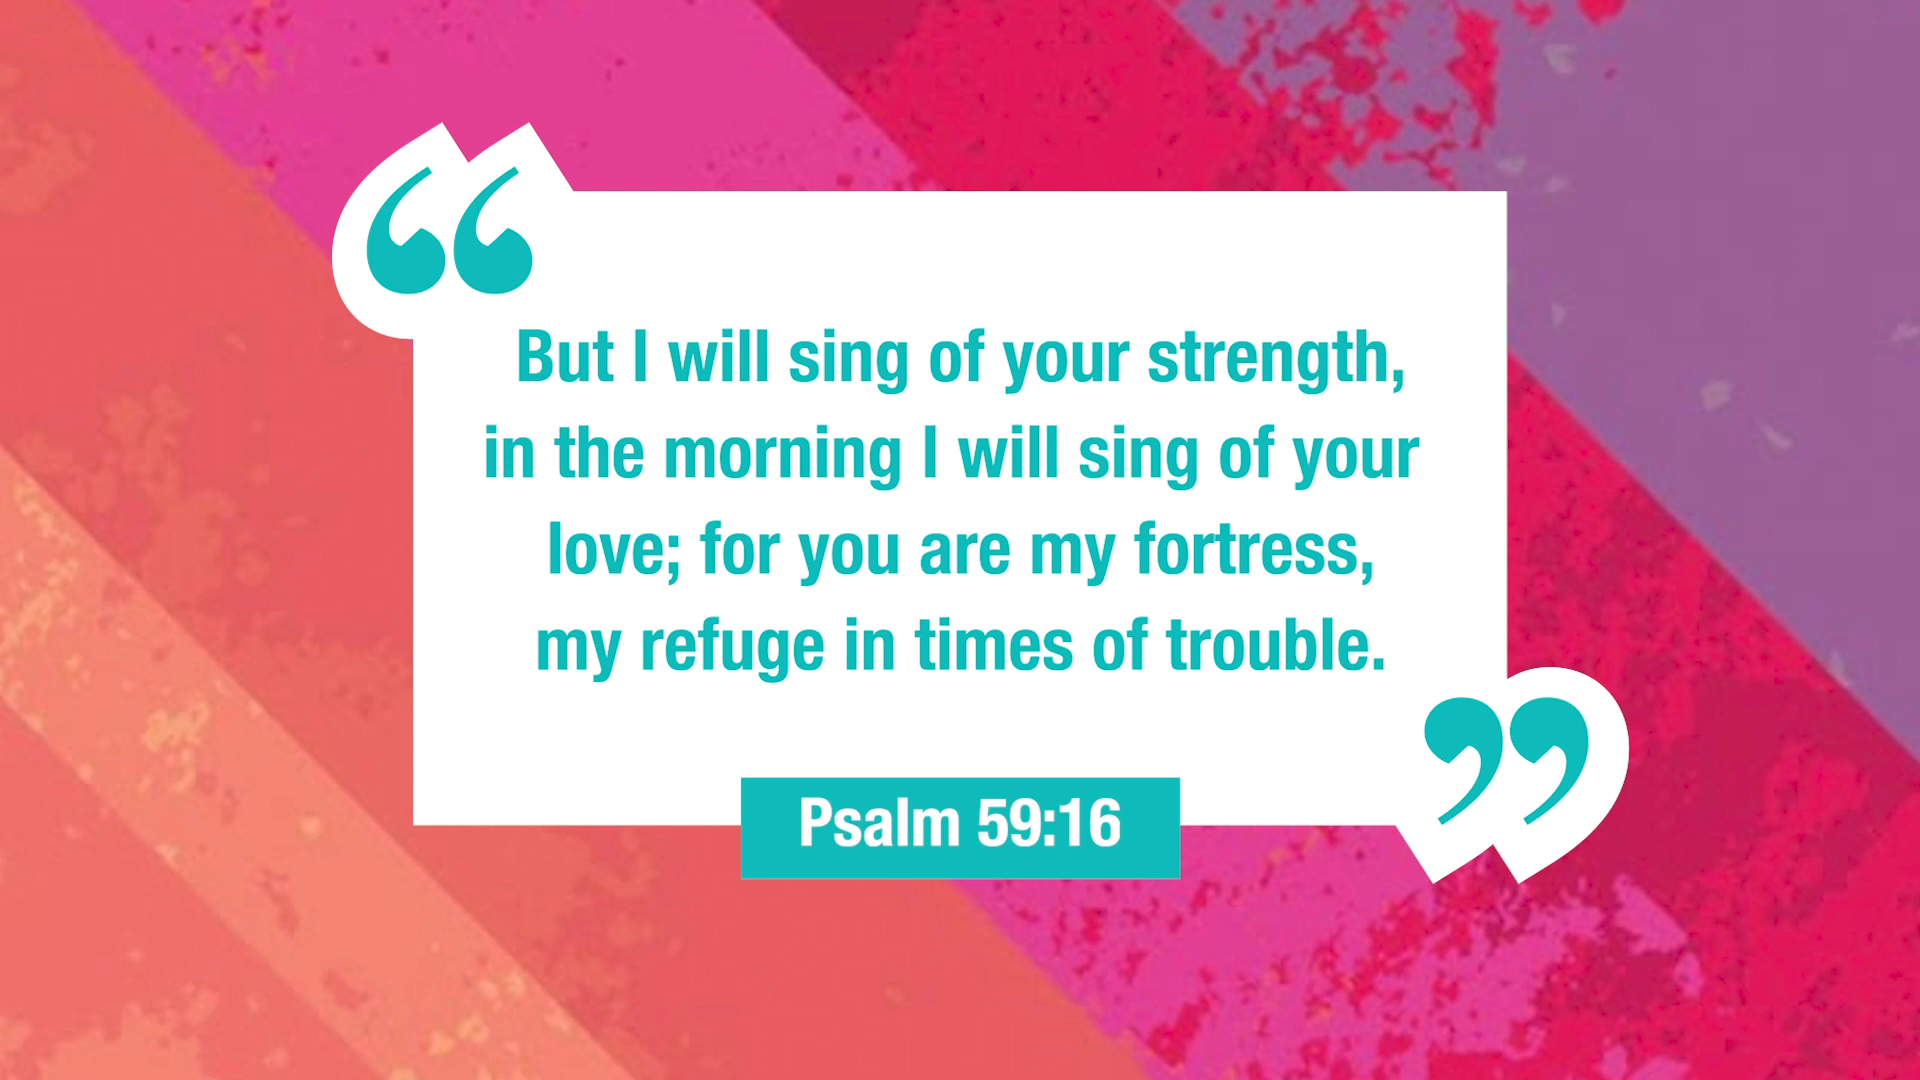 But I will sing of your strength,
in the morning I will sing of your
love; for you are my fortress,
my refuge in times of trouble.
Psalm 59:16